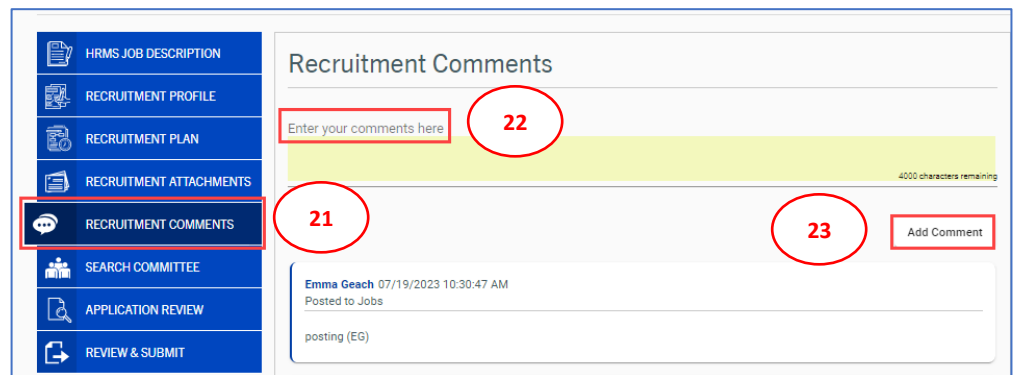 HRMS JOB DESCRIPTION
RECRUITMENT PROFILE
RECRUITMENT PLAN
RECRUITMENT ATTACHMENTS
RECRUITMENT COMMENTS
SEARCH COMMITTEE
APPLICATION REVIEW
REVIEW & SUBMIT
21
Recruitment Comments
Enter your comments here
22
4000 characters remaining
23
Add Comment
Emma Geach 07/19/2023 10:30:47 AM
Posted to Jobs
posting (EG)